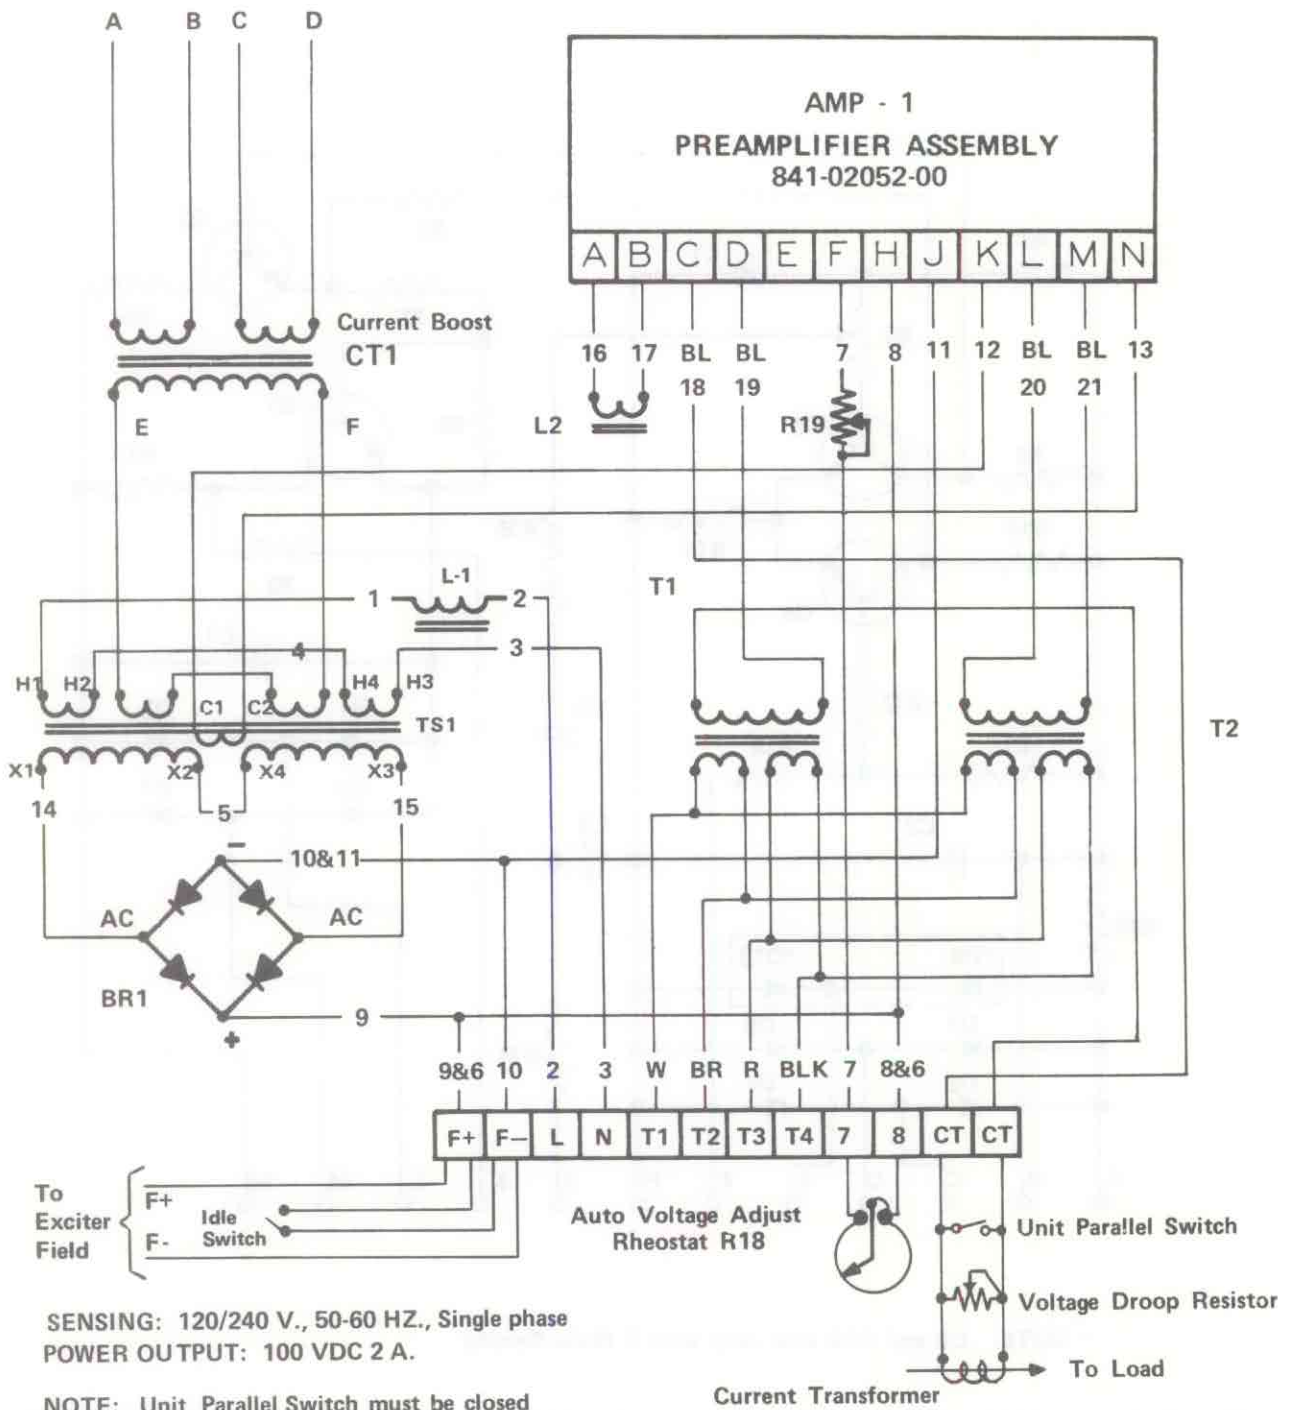 A B C D
AMP - 1
PREAMPLIFIER ASSEMBLY
841-02052-00
A B C D E F H J K L M N
Current Boost
CT1
16 17 BL BL 7 8 11 12 BL BL 13
18 19 20 21
E F
L2
R19
L-1
T1
1 2
4 3
H1 H2 H4 H3
C1 C2
TS1
T2
X1 X2 X4 X3
14 5 15
−
10&11
AC AC
BR1
9
+
9&6 10 2 3 W BR R BLK 7 8&6
F+ F− L N T1 T2 T3 T4 7 8 CT CT
To
Exciter
Field
F+
F-
Idle
Switch
Auto Voltage Adjust
Rheostat R18
Unit Parallel Switch
Voltage Droop Resistor
To Load
Current Transformer
SENSING: 120/240 V., 50-60 HZ., Single phase
POWER OUTPUT: 100 VDC 2 A.
NOTE: Unit Parallel Switch must be closed